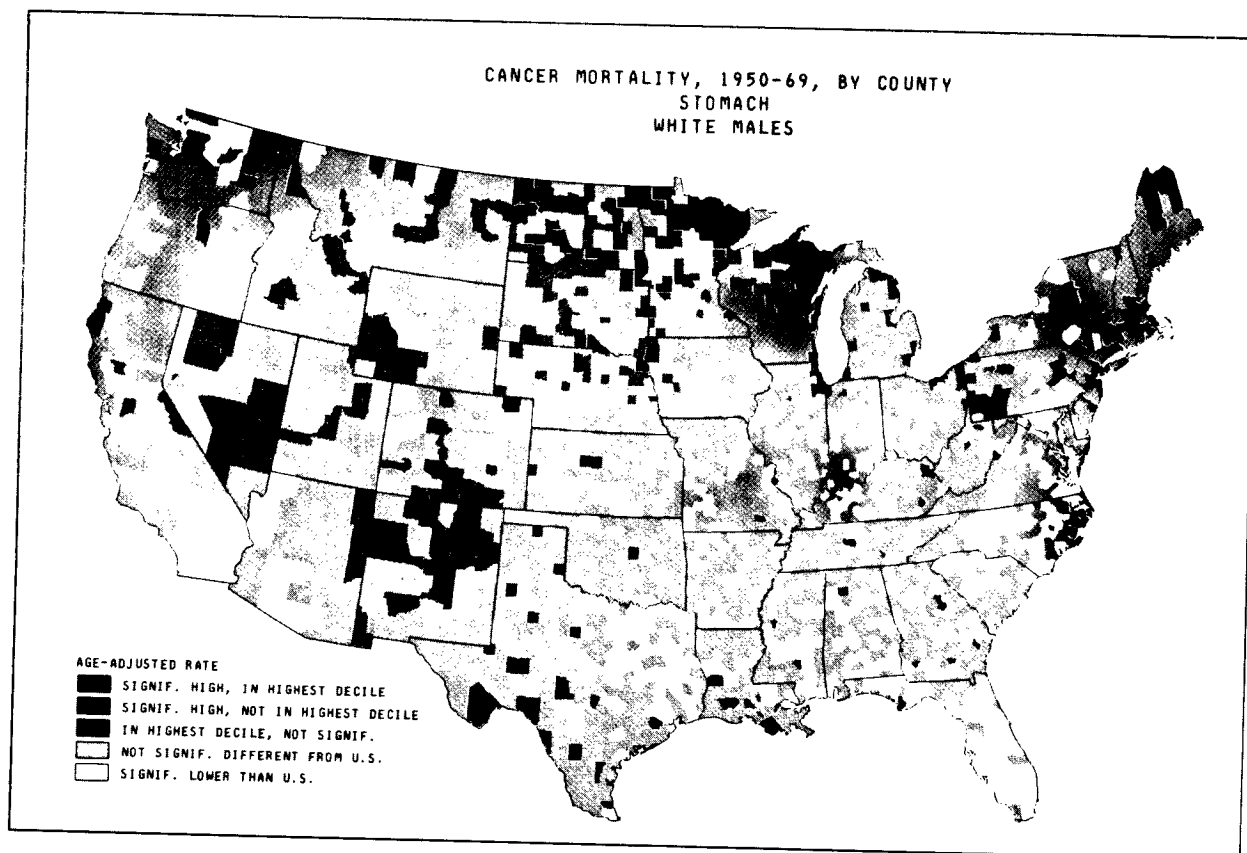 CANCER MORTALITY, 1950-69, BY COUNTY
STOMACH
WHITE MALES
AGE-ADJUSTED RATE
SIGNIF. HIGH, IN HIGHEST DECILE
SIGNIF. HIGH, NOT IN HIGHEST DECILE
IN HIGHEST DECILE, NOT SIGNIF.
NOT SIGNIF. DIFFERENT FROM U.S.
SIGNIF. LOWER THAN U.S.